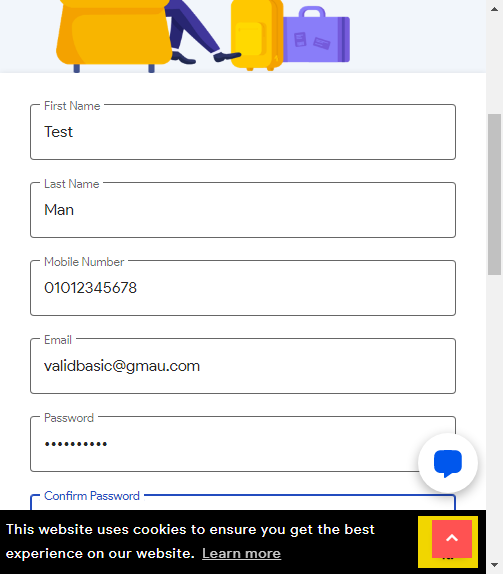 First Name
Test
Last Name
Man
Mobile Number
01012345678
Email
validbasic@gmau.com
Password
••••••••••
Confirm Password
This website uses cookies to ensure you get the best
experience on our website. Learn more